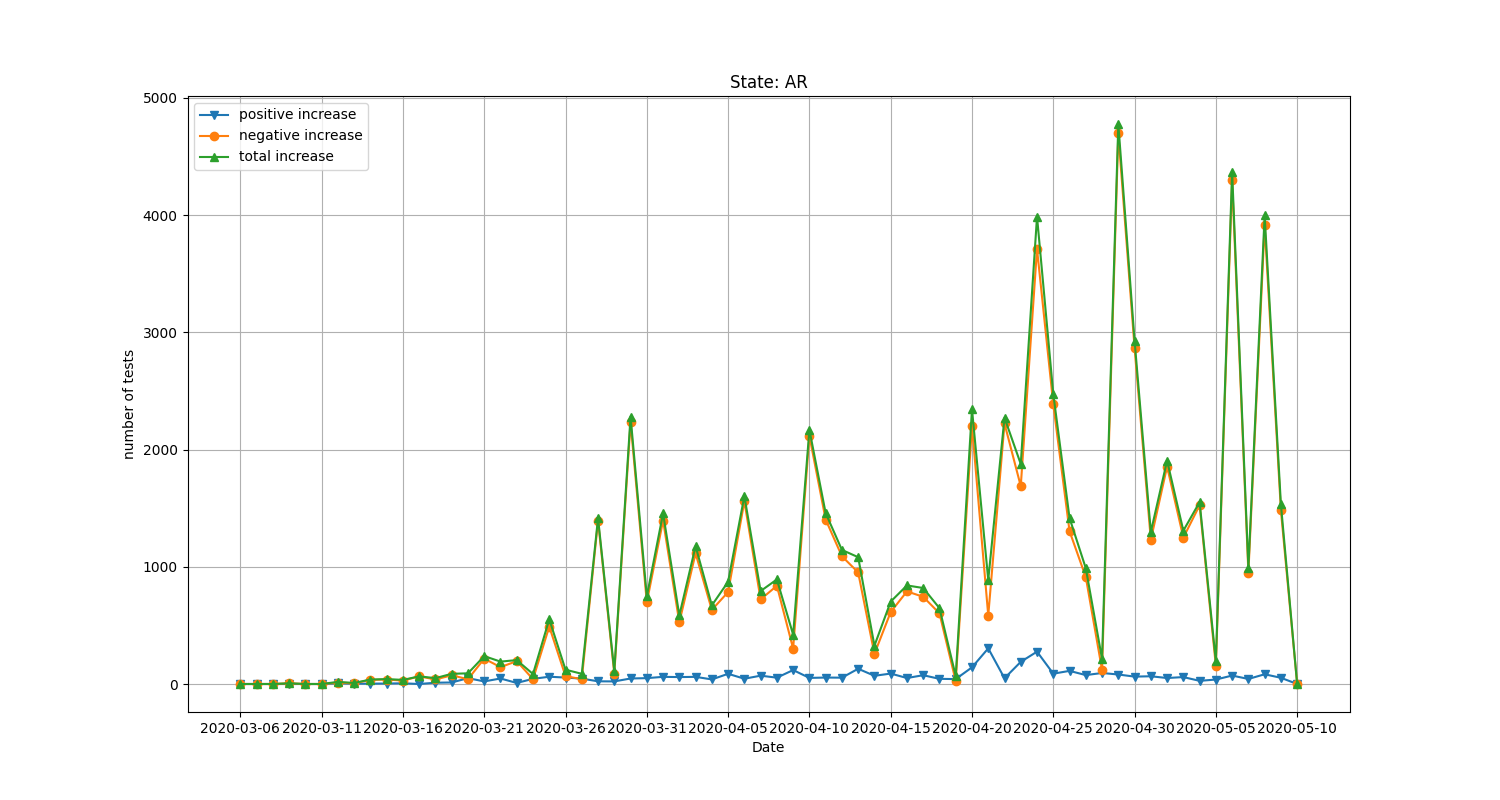 State: AR
positive increase
negative increase
total increase
5000
4000
3000
2000
1000
0
number of tests
2020-03-06 2020-03-11 2020-03-16 2020-03-21 2020-03-26 2020-03-31 2020-04-05 2020-04-10 2020-04-15 2020-04-20 2020-04-25 2020-04-30 2020-05-05 2020-05-10
Date